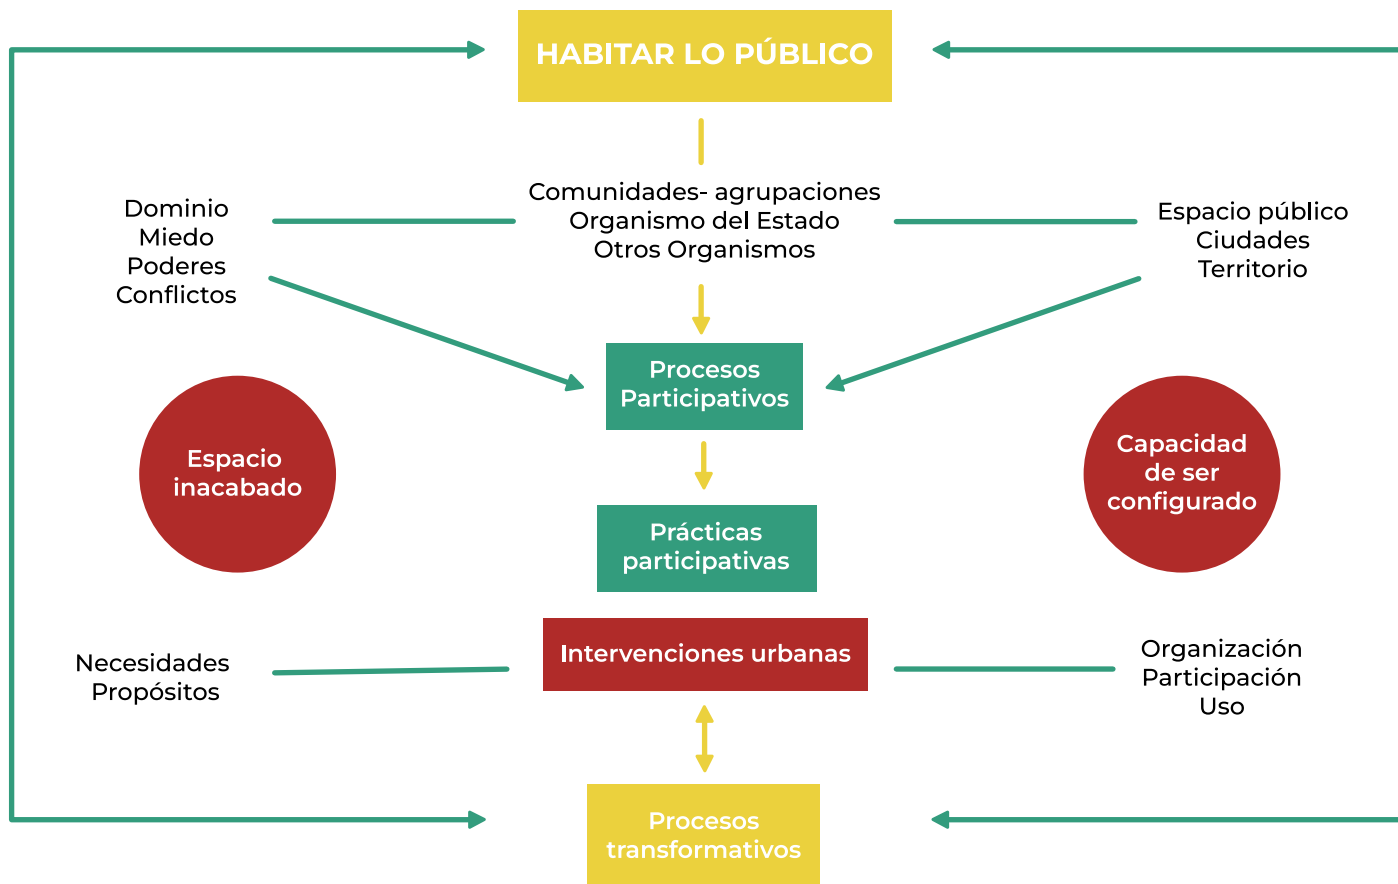 HABITAR LO PÚBLICO
Comunidades- agrupaciones
Organismo del Estado
Otros Organismos
Dominio
Miedo
Poderes
Conflictos
Espacio público
Ciudades
Territorio
Procesos
Participativos
Espacio
inacabado
Capacidad
de ser
configurado
Prácticas
participativas
Intervenciones urbanas
Necesidades
Propósitos
Organización
Participación
Uso
Procesos
transformativos